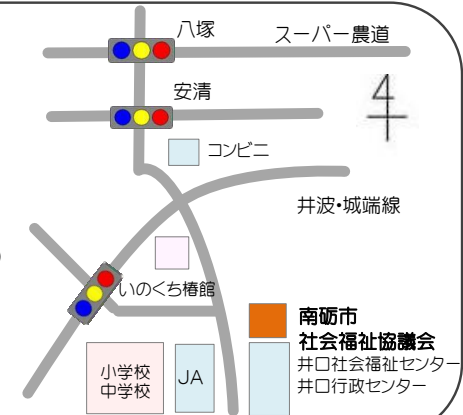 八塚
スーパー農道
安清
コンビニ
井波・城端線
いのくち椿館
南砺市
社会福祉協議会
井口社会福祉センター
井口行政センター
小学校
中学校
JA